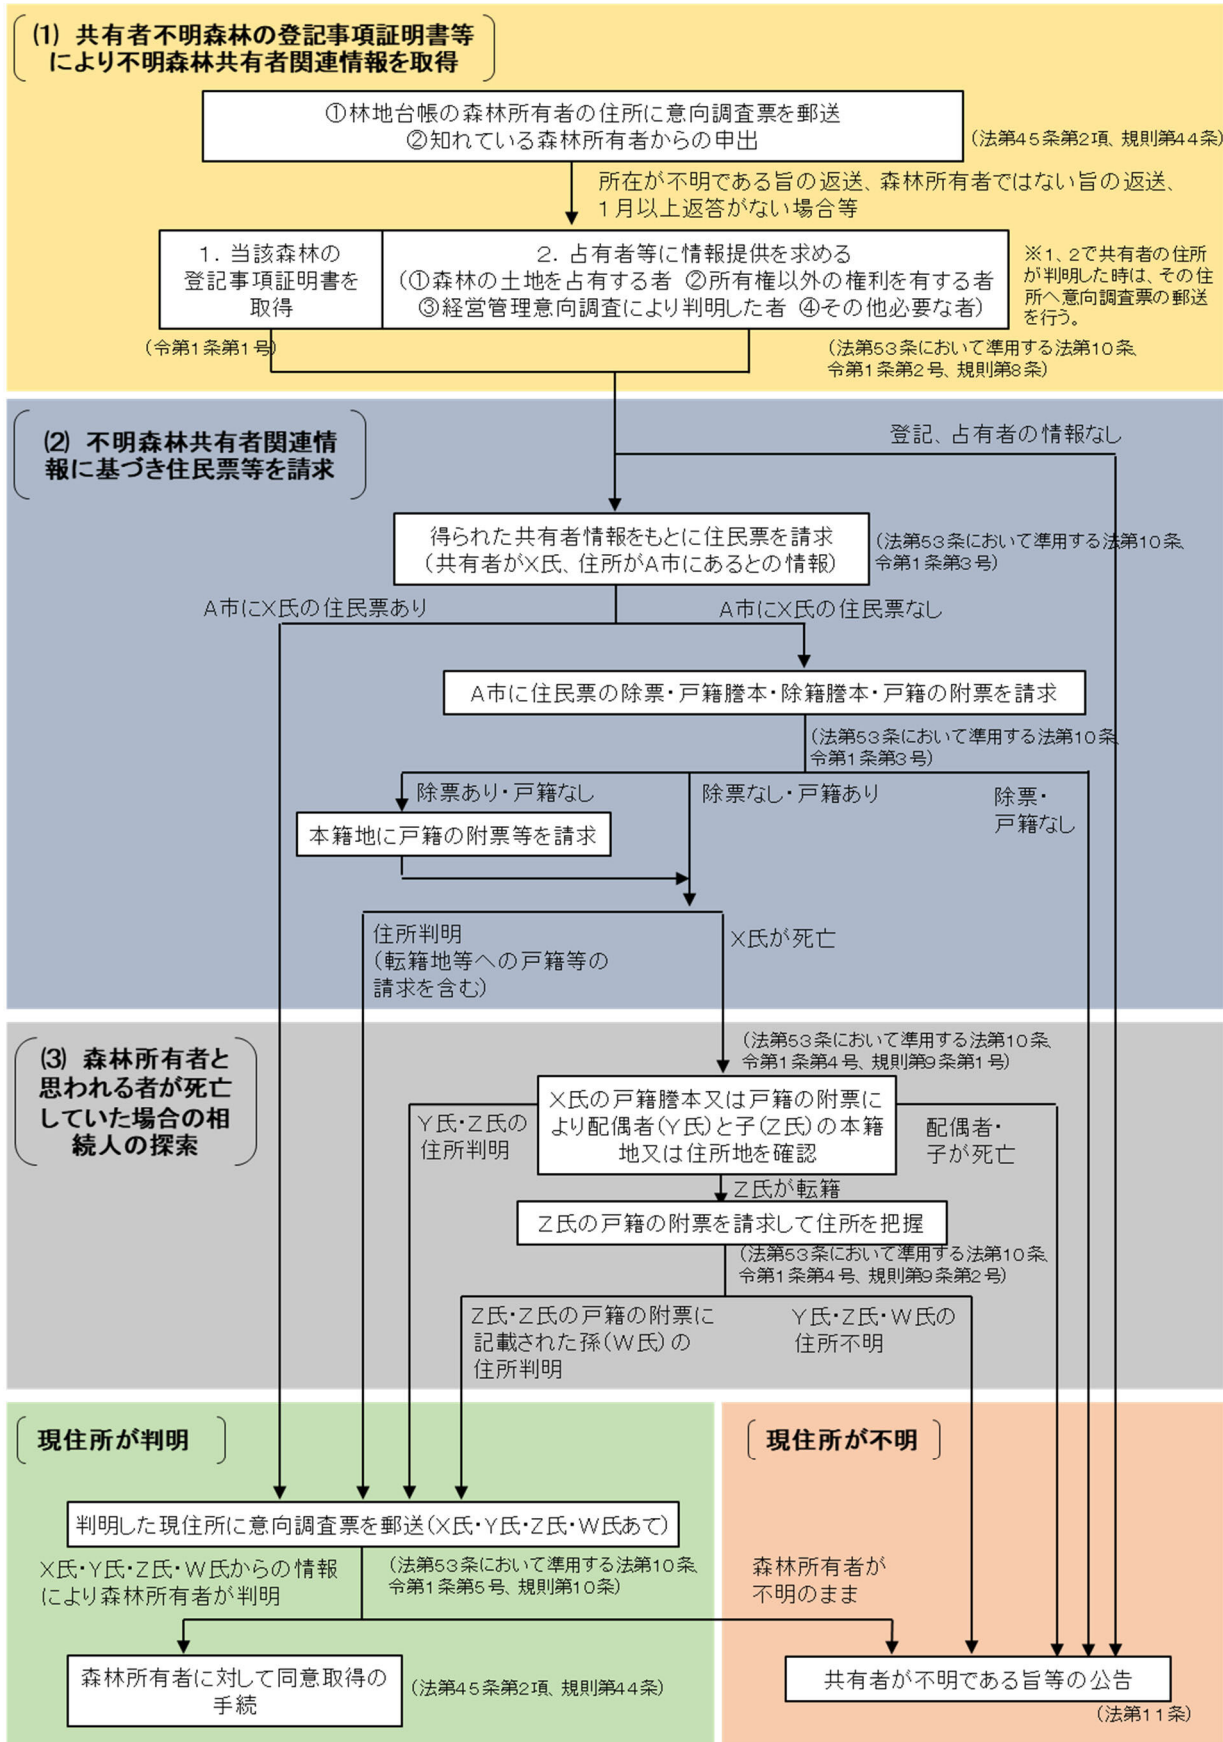 (1) 共有者不明森林の登記事項証明書等
により不明森林共有者関連情報を取得
①林地台帳の森林所有者の住所に意向調査票を郵送
②知れている森林所有者からの申出
(法第45条第2項、規則第44条)
所在が不明である旨の返送、森林所有者ではない旨の返送、
1月以上返答がない場合等
1. 当該森林の
登記事項証明書を
取得
2. 占有者等に情報提供を求める
(①森林の土地を占有する者 ②所有権以外の権利を有する者
③経営管理意向調査により判明した者 ④その他必要な者)
※1、2で共有者の住所
が判明した時は、その住
所へ意向調査票の郵送
を行う。
(令第1条第1号)
(法第53条において準用する法第10条、
令第1条第2号、規則第8条)
(2) 不明森林共有者関連情
報に基づき住民票等を請求
登記、占有者の情報なし
得られた共有者情報をもとに住民票を請求
(共有者がX氏、住所がA市にあるとの情報)
(法第53条において準用する法第10条、
令第1条第3号)
A市にX氏の住民票あり
A市にX氏の住民票なし
A市に住民票の除票・戸籍謄本・除籍謄本・戸籍の附票を請求
(法第53条において準用する法第10条、
令第1条第3号)
除票あり・戸籍なし
除票なし・戸籍あり
除票・
戸籍なし
本籍地に戸籍の附票等を請求
住所判明
(転籍地等への戸籍等の
請求を含む)
X氏が死亡
(3) 森林所有者と
思われる者が死亡
していた場合の相
続人の探索
(法第53条において準用する法第10条、
令第1条第4号、規則第9条第1号)
X氏の戸籍謄本又は戸籍の附票に
より配偶者(Y氏)と子(Z氏)の本籍
地又は住所地を確認
Y氏・Z氏の
住所判明
配偶者・
子が死亡
Z氏が転籍
Z氏の戸籍の附票を請求して住所を把握
(法第53条において準用する法第10条、
令第1条第4号、規則第9条第2号)
Z氏・Z氏の戸籍の附票に
記載された孫(W氏)の
住所判明
Y氏・Z氏・W氏の
住所不明
現住所が判明
現住所が不明
判明した現住所に意向調査票を郵送(X氏・Y氏・Z氏・W氏あて)
X氏・Y氏・Z氏・W氏からの情報
により森林所有者が判明
(法第53条において準用する法第10条、
令第1条第5号、規則第10条)
森林所有者が
不明のまま
森林所有者に対して同意取得の
手続
(法第45条第2項、規則第44条)
共有者が不明である旨等の公告
(法第11条)